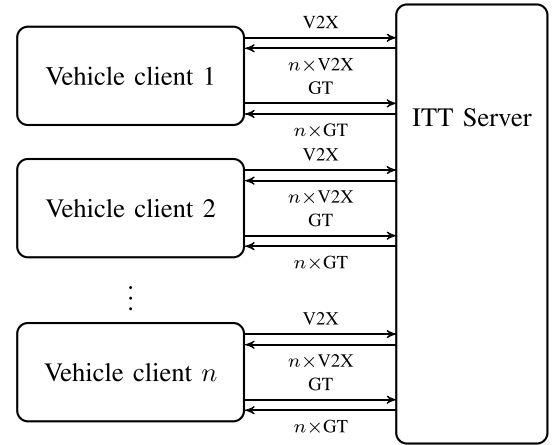 V2X
Vehicle client 1
n×V2X
GT
n×GT
ITT Server
V2X
Vehicle client 2
n×V2X
GT
n×GT
⋮
V2X
Vehicle client n
n×V2X
GT
n×GT